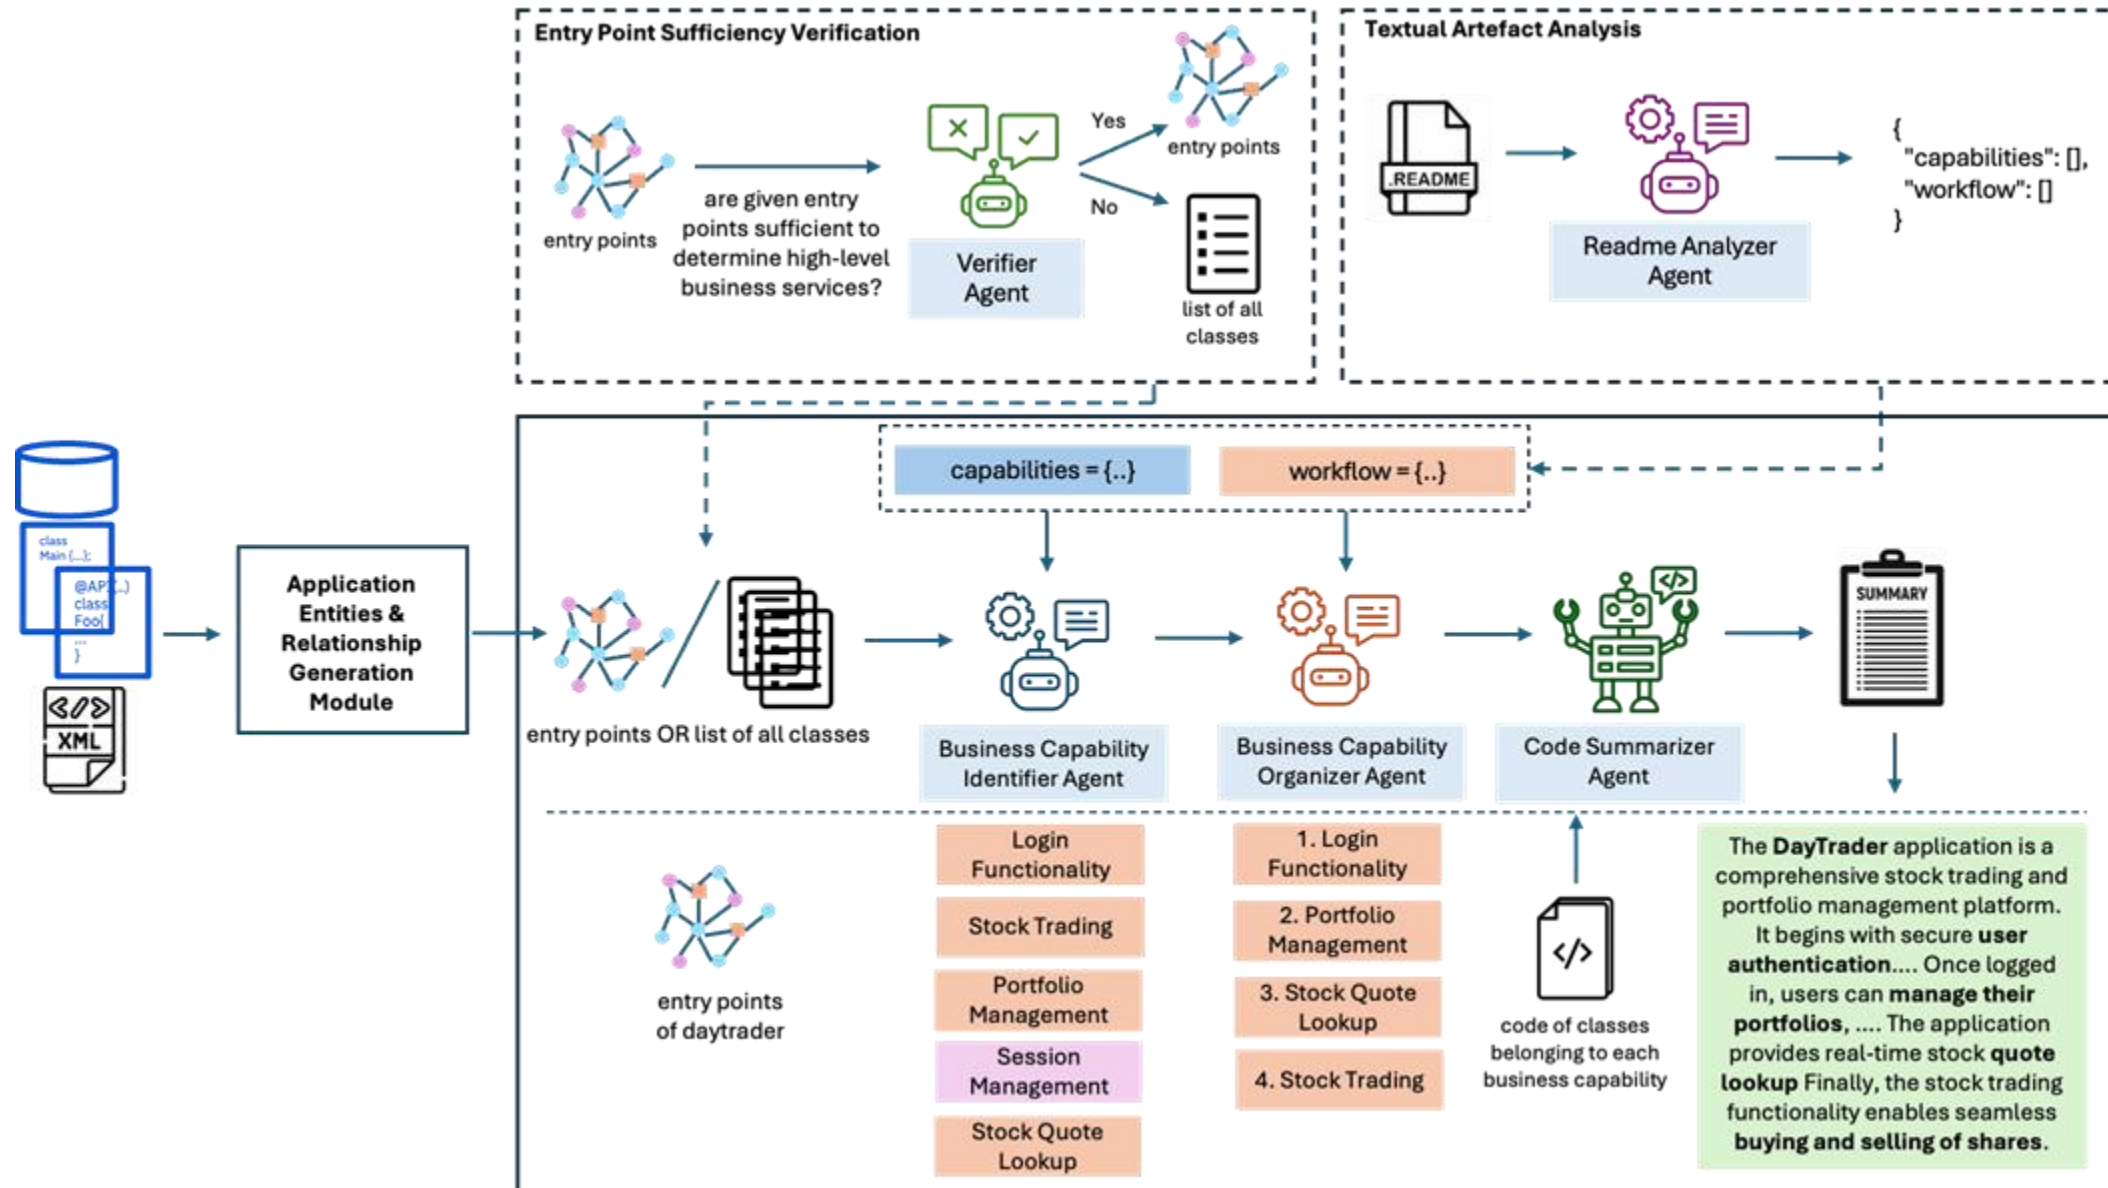 Entry Point Sufficiency Verification
entry points
are given entry
points sufficient to
determine high-level
business services?
Verifier
Agent
Yes
No
entry points
list of all
classes
Textual Artefact Analysis
.README
Readme Analyzer
Agent
{
"capabilities": [],
"workflow": []
}
capabilities = {..}
workflow = {..}
class
Main {...};
@API(..)
class
Foo{
...
}
</>
XML
Application
Entities &
Relationship
Generation
Module
entry points OR list of all classes
Business Capability
Identifier Agent
Business Capability
Organizer Agent
</>
Code Summarizer
Agent
SUMMARY
entry points
of daytrader
Login
Functionality
Stock Trading
Portfolio
Management
Session
Management
Stock Quote
Lookup
1. Login
Functionality
2. Portfolio
Management
3. Stock Quote
Lookup
4. Stock Trading
</>
code of classes
belonging to each
business capability
The DayTrader application is a
comprehensive stock trading and
portfolio management platform.
It begins with secure user
authentication.... Once logged
in, users can manage their
portfolios, .... The application
provides real-time stock quote
lookup Finally, the stock trading
functionality enables seamless
buying and selling of shares.